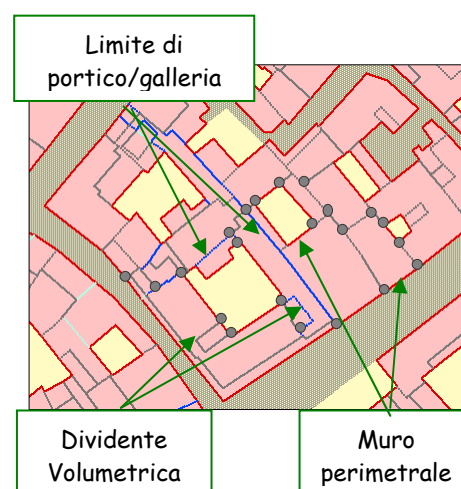 Limite di
portico/galleria
Dividente
Volumetrica
Muro
perimetrale